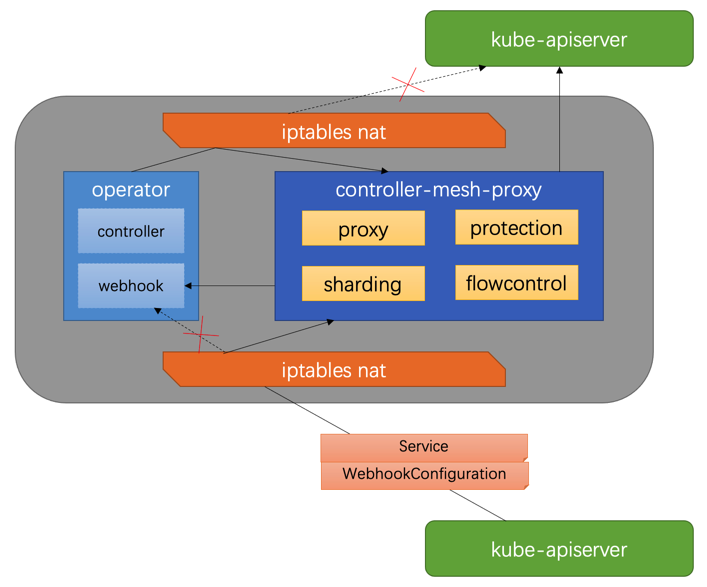 kube-apiserver
iptables nat
operator
controller
webhook
controller-mesh-proxy
proxy
protection
sharding
flowcontrol
iptables nat
Service
WebhookConfiguration
kube-apiserver